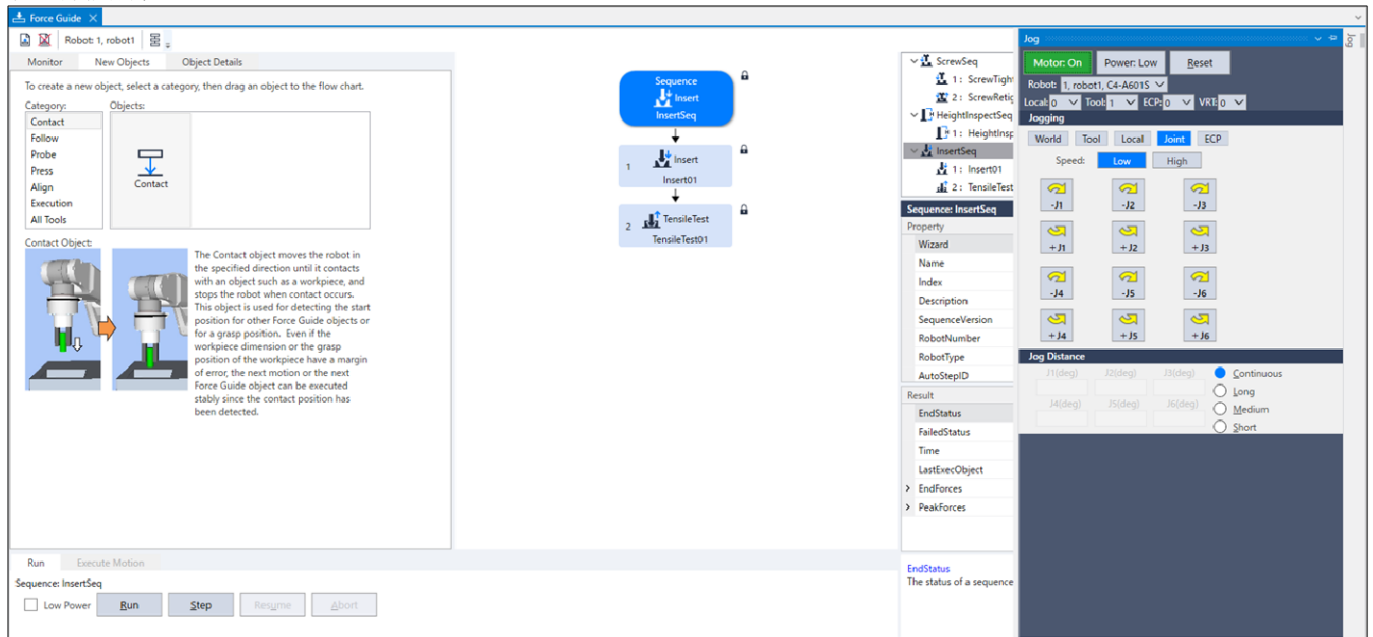 Force Guide
Robot: 1, robot1
Monitor New Objects Object Details
To create a new object, select a category, then drag an object to the flow chart.
Category: Objects:
Contact
Follow
Probe
Press
Align
Execution
All Tools
Contact
Contact Object:
The Contact object moves the robot in
the specified direction until it contacts
with an object such as a workpiece, and
stops the robot when contact occurs.
This object is used for detecting the start
position for other Force Guide objects or
for a grasp position. Even if the
workpiece dimension or the grasp
position of the workpiece have a margin
of error, the next motion or the next
Force Guide object can be executed
stably since the contact position has
been detected.
Run Execute Motion
Sequence: InsertSeq
Low Power Run Step Resume Abort
Sequence
Insert
InsertSeq
1 Insert
Insert01
2 TensileTest
TensileTest01
ScrewSeq
1: ScrewTigh
2: ScrewRetig
HeightInspectSeq
1: HeightInsp
InsertSeq
1: Insert01
2: TensileTest
Sequence: InsertSeq
Property
Wizard
Name
Index
Description
SequenceVersion
RobotNumber
RobotType
AutoStepID
Result
EndStatus
FailedStatus
Time
LastExecObject
EndForces
PeakForces
EndStatus
The status of a sequence
Jog
Jog
Motor: On Power: Low Reset
Robot: 1, robot1, C4-A601S
Local: 0 Tool: 1 ECP: 0 VRT: 0
Jogging
World Tool Local Joint ECP
Speed: Low High
-J1 -J2 -J3
+J1 +J2 +J3
-J4 -J5 -J6
+J4 +J5 +J6
Jog Distance
J1(deg) J2(deg) J3(deg) Continuous
Long
J4(deg) J5(deg) J6(deg) Medium
Short